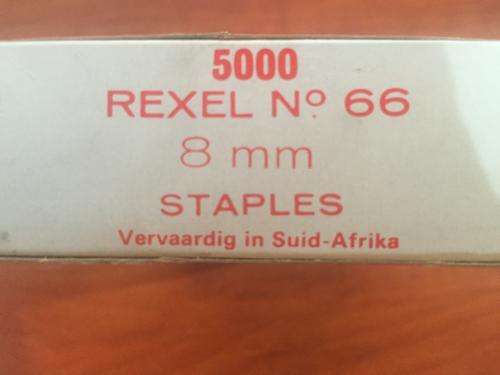 5000
REXEL Nº 66
8 mm
STAPLES
Vervaardig in Suid-Afrika